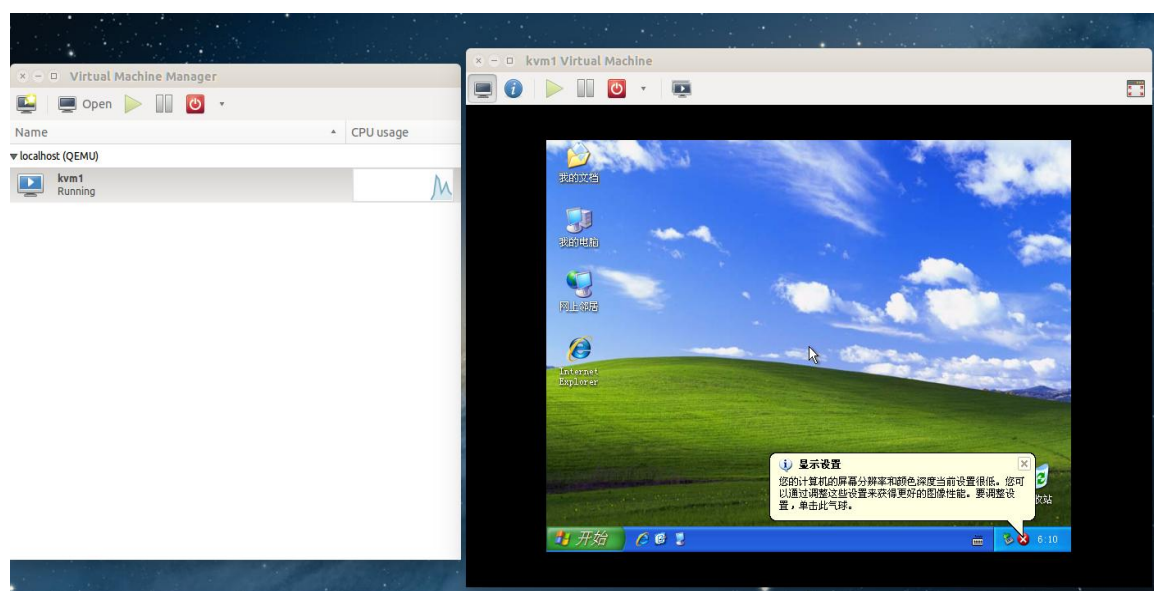 Virtual Machine Manager
Open
Name
CPU usage
localhost (QEMU)
kvm1
Running
kvm1 Virtual Machine
我的文档
我的电脑
网上邻居
Internet
Explorer
显示设置
您的计算机的屏幕分辨率和颜色深度当前设置很低。您可
以通过调整这些设置来获得更好的图像性能。要调整设
置，单击此气球。
收站
开始
6:10